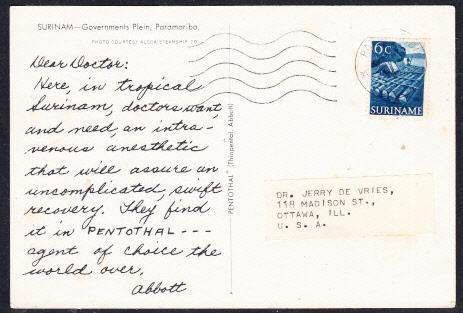 SURINAM—Governments Plein, Paramaribo.
PHOTO COURTESY ALCOA STEAMSHIP CO.
Dear Doctor:
Here, in tropical
Surinam, doctors want,
and need, an intra-
venous anesthetic
that will assure an
uncomplicated, swift
recovery. They find
it in PENTOTHAL ---
agent of choice the
world over.
Abbott
PENTOTHAL® (Thiopental, Abbott)
6c
SURINAME
DR. JERRY DE VRIES,
118 MADISON ST.,
OTTAWA, ILL.
U. S. A.